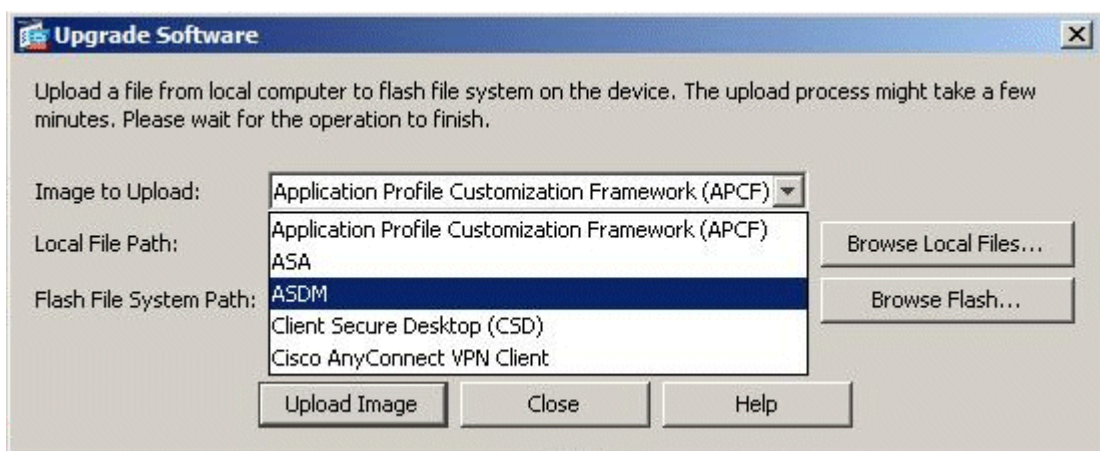 Upgrade Software
Upload a file from local computer to flash file system on the device. The upload process might take a few
minutes. Please wait for the operation to finish.
Image to Upload:
Application Profile Customization Framework (APCF)
Application Profile Customization Framework (APCF)
Local File Path:
Browse Local Files...
ASA
Flash File System Path:
ASDM
Browse Flash...
Client Secure Desktop (CSD)
Cisco AnyConnect VPN Client
Upload Image
Close
Help